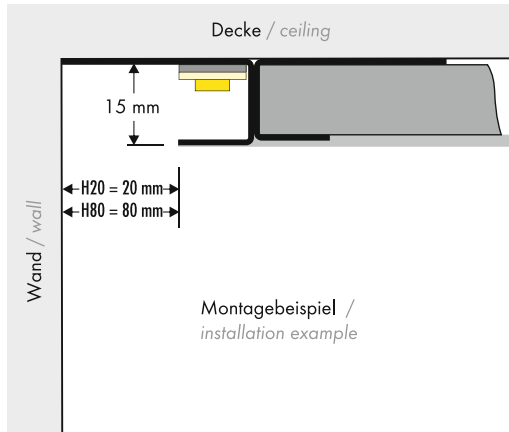 Decke / ceiling
15 mm
H20 = 20 mm
H80 = 80 mm
Wand / wall
Montagebeispiel /
installation example